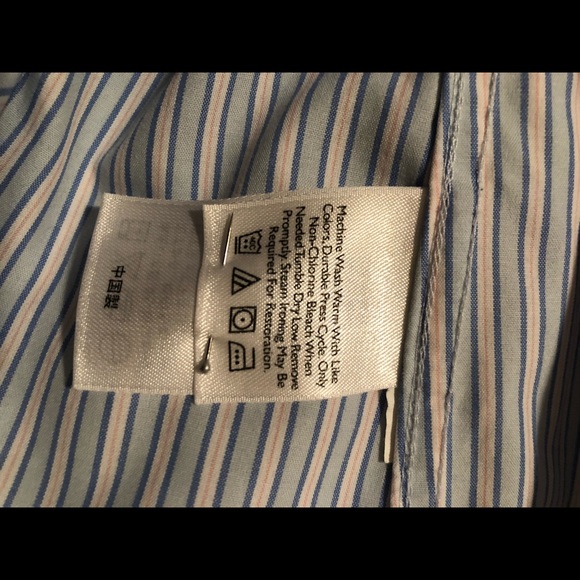 Machine Wash Warm With Like
Colors, Durable Press Cycle. Only
Non-Chlorine Bleach When
Needed. Tumble Dry Low. Remove
Promptly. Steam Ironing May Be
Required For Restoration.
中国製